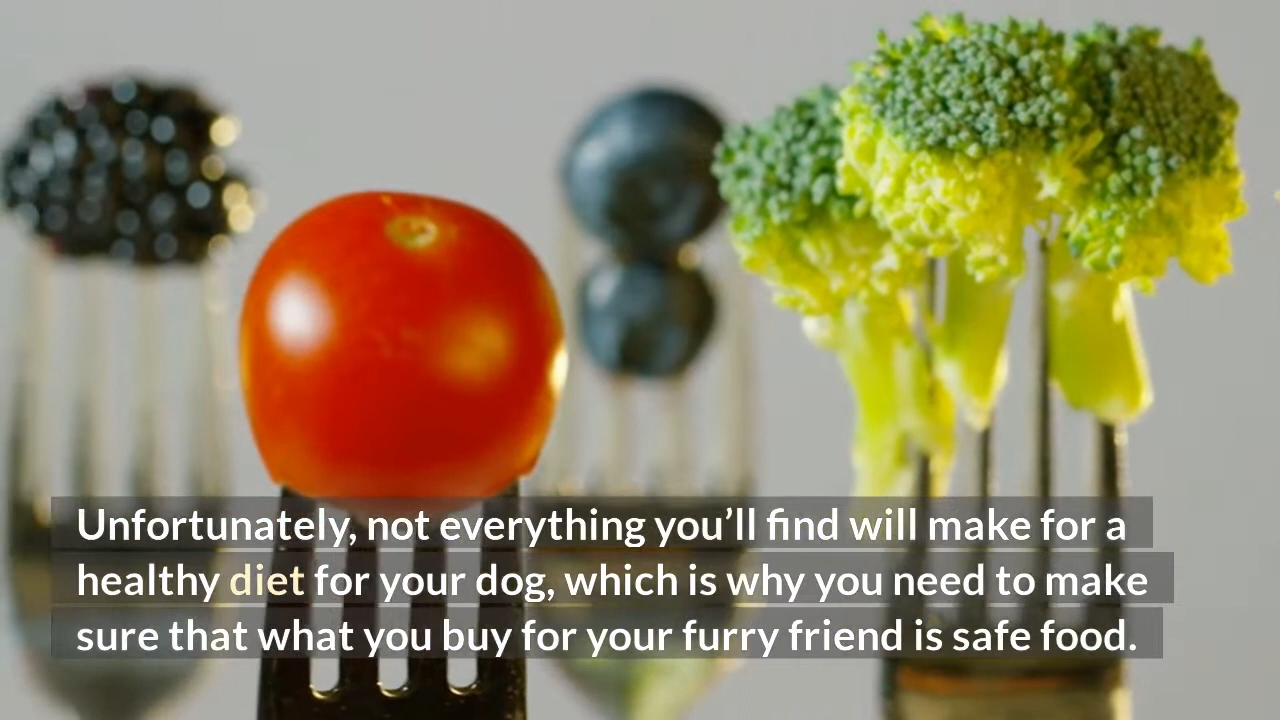 Unfortunately, not everything you’ll find will make for a
healthy diet for your dog, which is why you need to make
sure that what you buy for your furry friend is safe food.